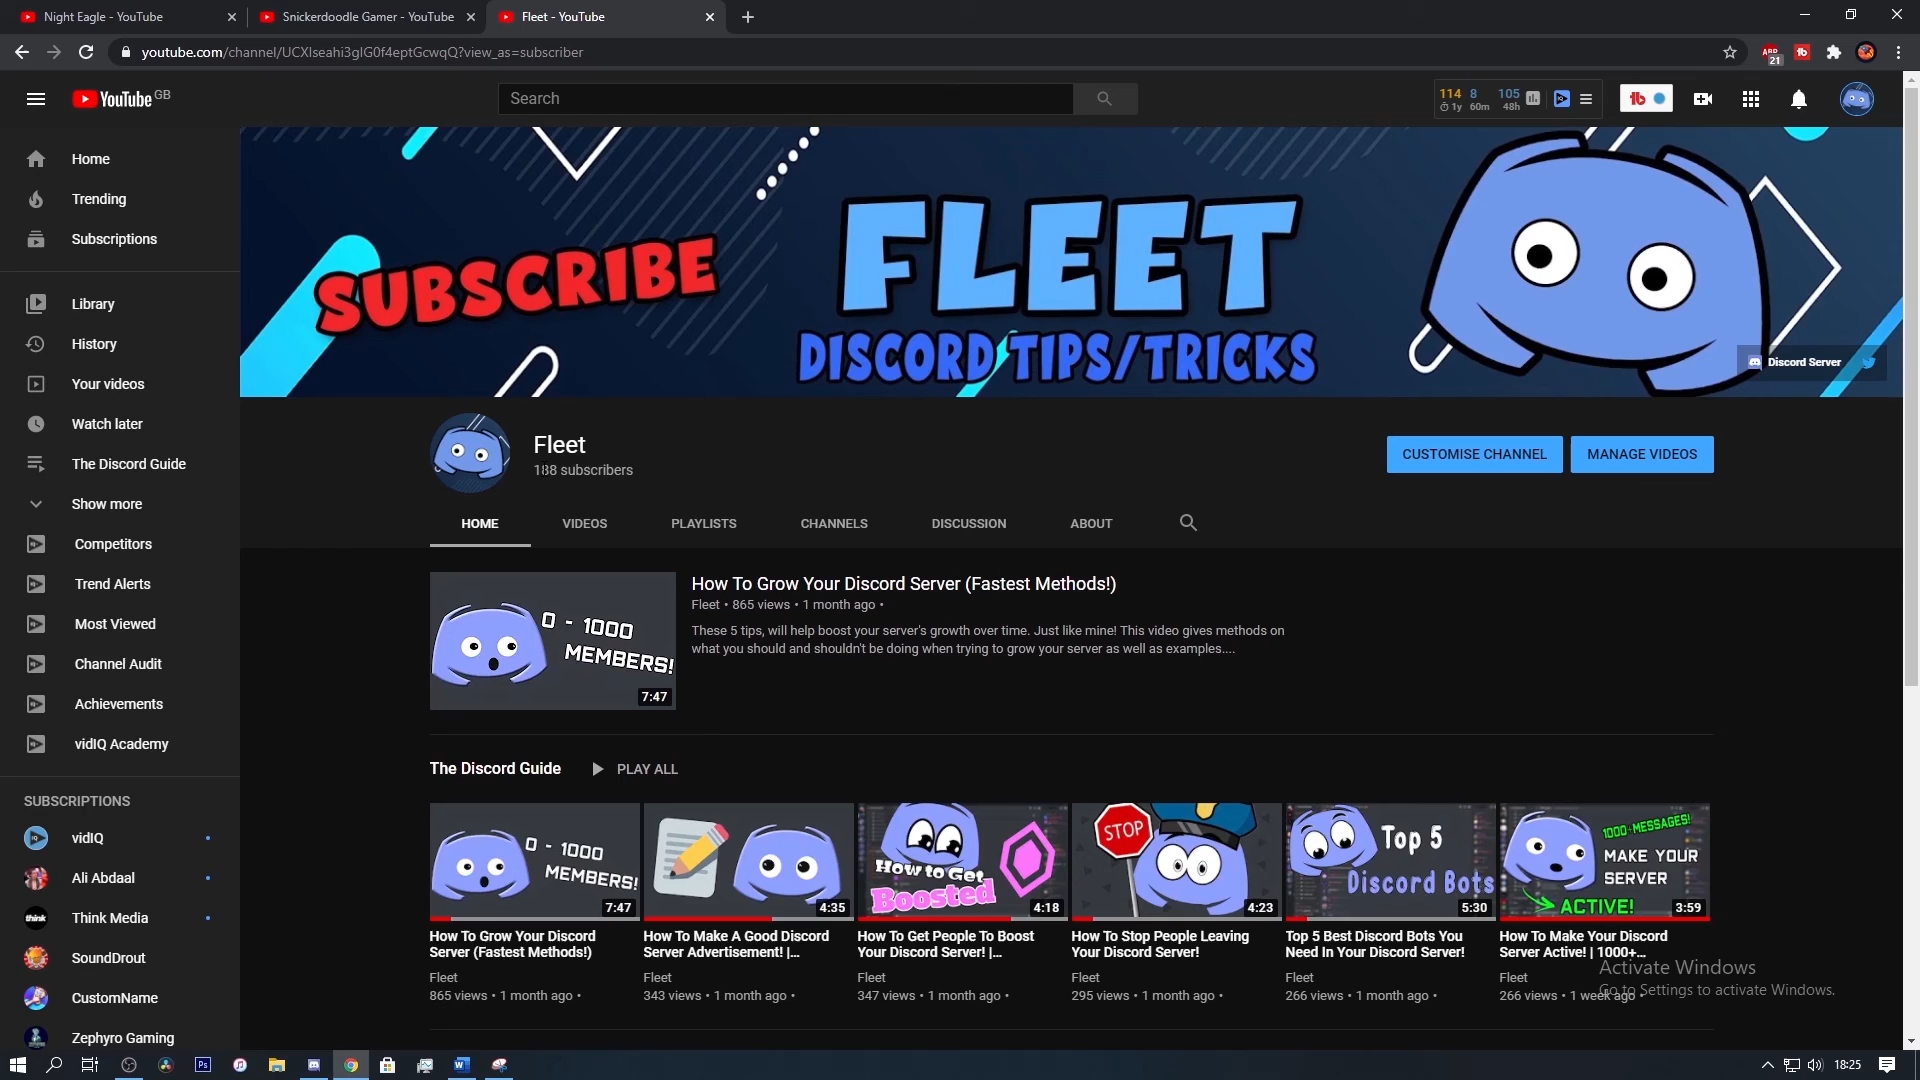 Night Eagle - YouTube
Snickerdoodle Gamer - YouTube
Fleet - YouTube
youtube.com/channel/UCXlseahi3glG0f4eptGcwqQ?view_as=subscriber
ABP
21
tb
YouTube GB
Search
114 8 105
1y 60m 48h
tb
Home
Trending
Subscriptions
Library
History
Your videos
Watch later
The Discord Guide
Show more
Competitors
Trend Alerts
Most Viewed
Channel Audit
Achievements
vidIQ Academy
SUBSCRIPTIONS
vidIQ
Ali Abdaal
think
Think Media
SoundDrout
CustomName
Zephyro Gaming
SUBSCRIBE
FLEET
DISCORD TIPS/TRICKS
Discord Server
Fleet
188 subscribers
CUSTOMISE CHANNEL
MANAGE VIDEOS
HOME
VIDEOS
PLAYLISTS
CHANNELS
DISCUSSION
ABOUT
0 - 1000
MEMBERS!
7:47
How To Grow Your Discord Server (Fastest Methods!)
Fleet • 865 views • 1 month ago •
These 5 tips, will help boost your server's growth over time. Just like mine! This video gives methods on
what you should and shouldn't be doing when trying to grow your server as well as examples....
The Discord Guide
PLAY ALL
0 - 1000
MEMBERS!
7:47
How To Grow Your Discord
Server (Fastest Methods!)
Fleet
865 views • 1 month ago •
4:35
How To Make A Good Discord
Server Advertisement! |...
Fleet
343 views • 1 month ago •
How to Get
Boosted
4:18
How To Get People To Boost
Your Discord Server! |...
Fleet
347 views • 1 month ago •
STOP
4:23
How To Stop People Leaving
Your Discord Server!
Fleet
295 views • 1 month ago •
Top 5
Discord Bots
5:30
Top 5 Best Discord Bots You
Need In Your Discord Server!
Fleet
266 views • 1 month ago •
1000+MESSAGES!
MAKE YOUR
SERVER
ACTIVE!
3:59
How To Make Your Discord
Server Active! | 1000+...
Fleet
266 views • 1 week ago •
Activate Windows
Go to Settings to activate Windows.
Ps
W
18:25